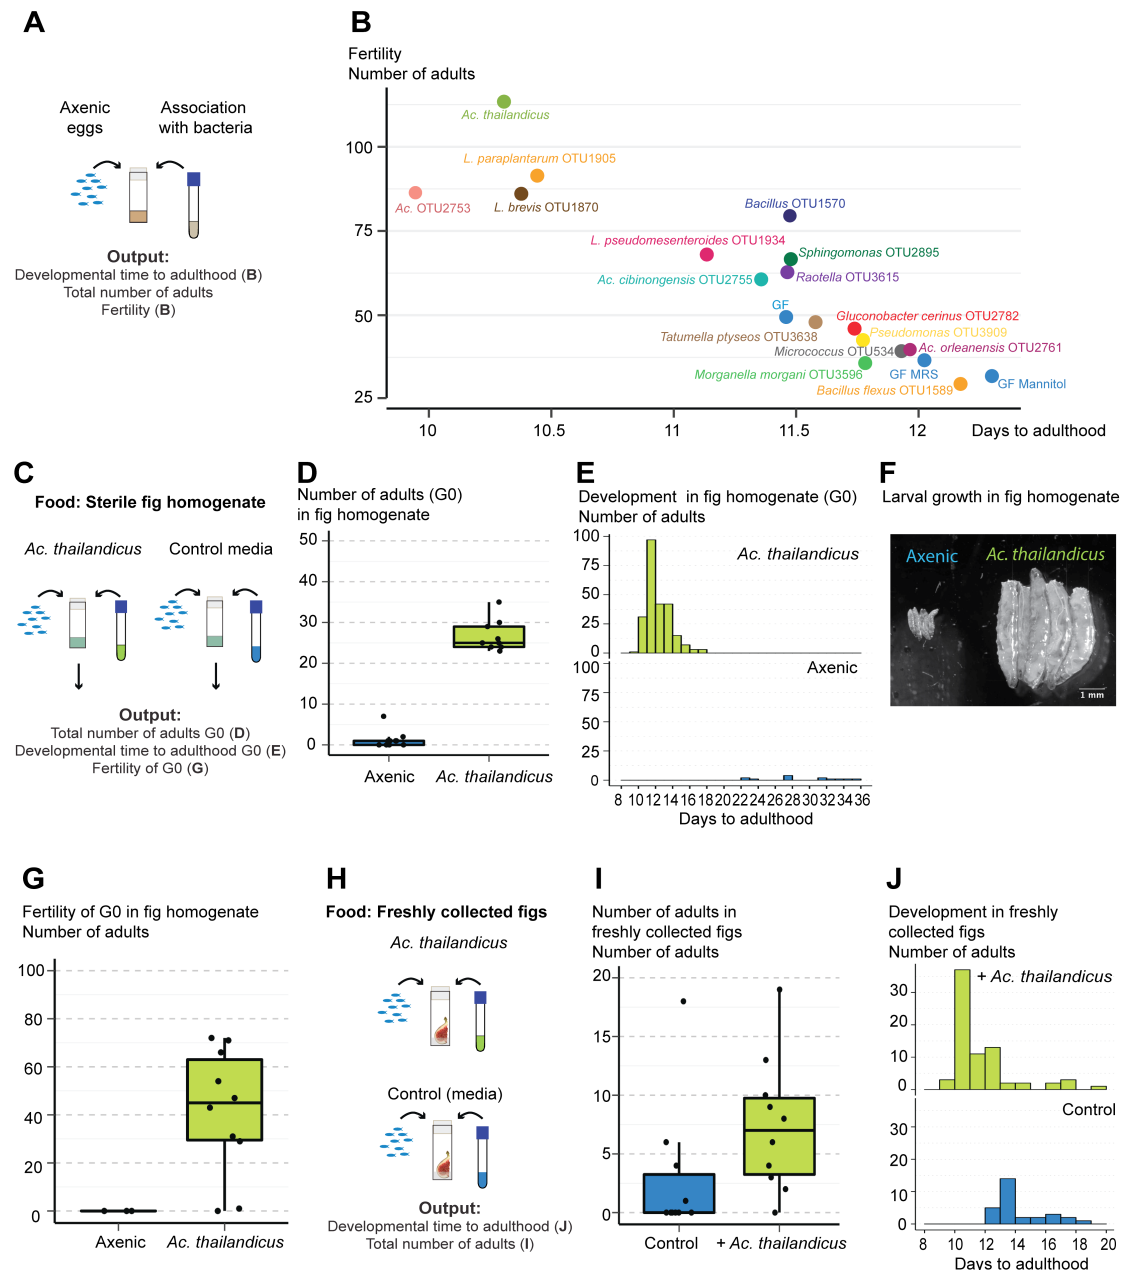 A
Axenic
eggs
Association
with bacteria
Output:
Developmental time to adulthood (B)
Total number of adults
Fertility (B)
B
Fertility
Number of adults
100
75
50
25
Ac. thailandicus
L. paraplantarum OTU1905
Ac. OTU2753
L. brevis OTU1870
Bacillus OTU1570
L. pseudomesenteroides OTU1934
Sphingomonas OTU2895
Ac. cibinongensis OTU2755
Raotella OTU3615
GF
Gluconobacter cerinus OTU2782
Tatumella ptyseos OTU3638
Pseudomonas OTU3909
Micrococcus OTU534
Ac. orleanensis OTU2761
Morganella morgani OTU3596
GF MRS
Bacillus flexus OTU1589
GF Mannitol
10
10.5
11
11.5
12
Days to adulthood
C
Food: Sterile fig homogenate
Ac. thailandicus
Control media
Output:
Total number of adults G0 (D)
Developmental time to adulthood G0 (E)
Fertility of G0 (G)
D
Number of adults (G0)
in fig homogenate
50
40
30
20
10
0
Axenic
Ac. thailandicus
E
Development in fig homogenate (G0)
Number of adults
100
75
50
25
0
Ac. thailandicus
100
75
50
25
0
Axenic
8 10 12 14 16 18 20 22 24 26 28 30 32 34 36
Days to adulthood
F
Larval growth in fig homogenate
Axenic
Ac. thailandicus
1 mm
G
Fertility of G0 in fig homogenate
Number of adults
100
80
60
40
20
0
Axenic
Ac. thailandicus
H
Food: Freshly collected figs
Ac. thailandicus
Control (media)
Output:
Developmental time to adulthood (J)
Total number of adults (I)
I
Number of adults in
freshly collected figs
Number of adults
20
15
10
5
0
Control
+ Ac. thailandicus
J
Development in freshly
collected figs
Number of adults
+ Ac. thailandicus
30
20
10
0
Control
30
20
10
0
8 10 12 14 16 18 20
Days to adulthood